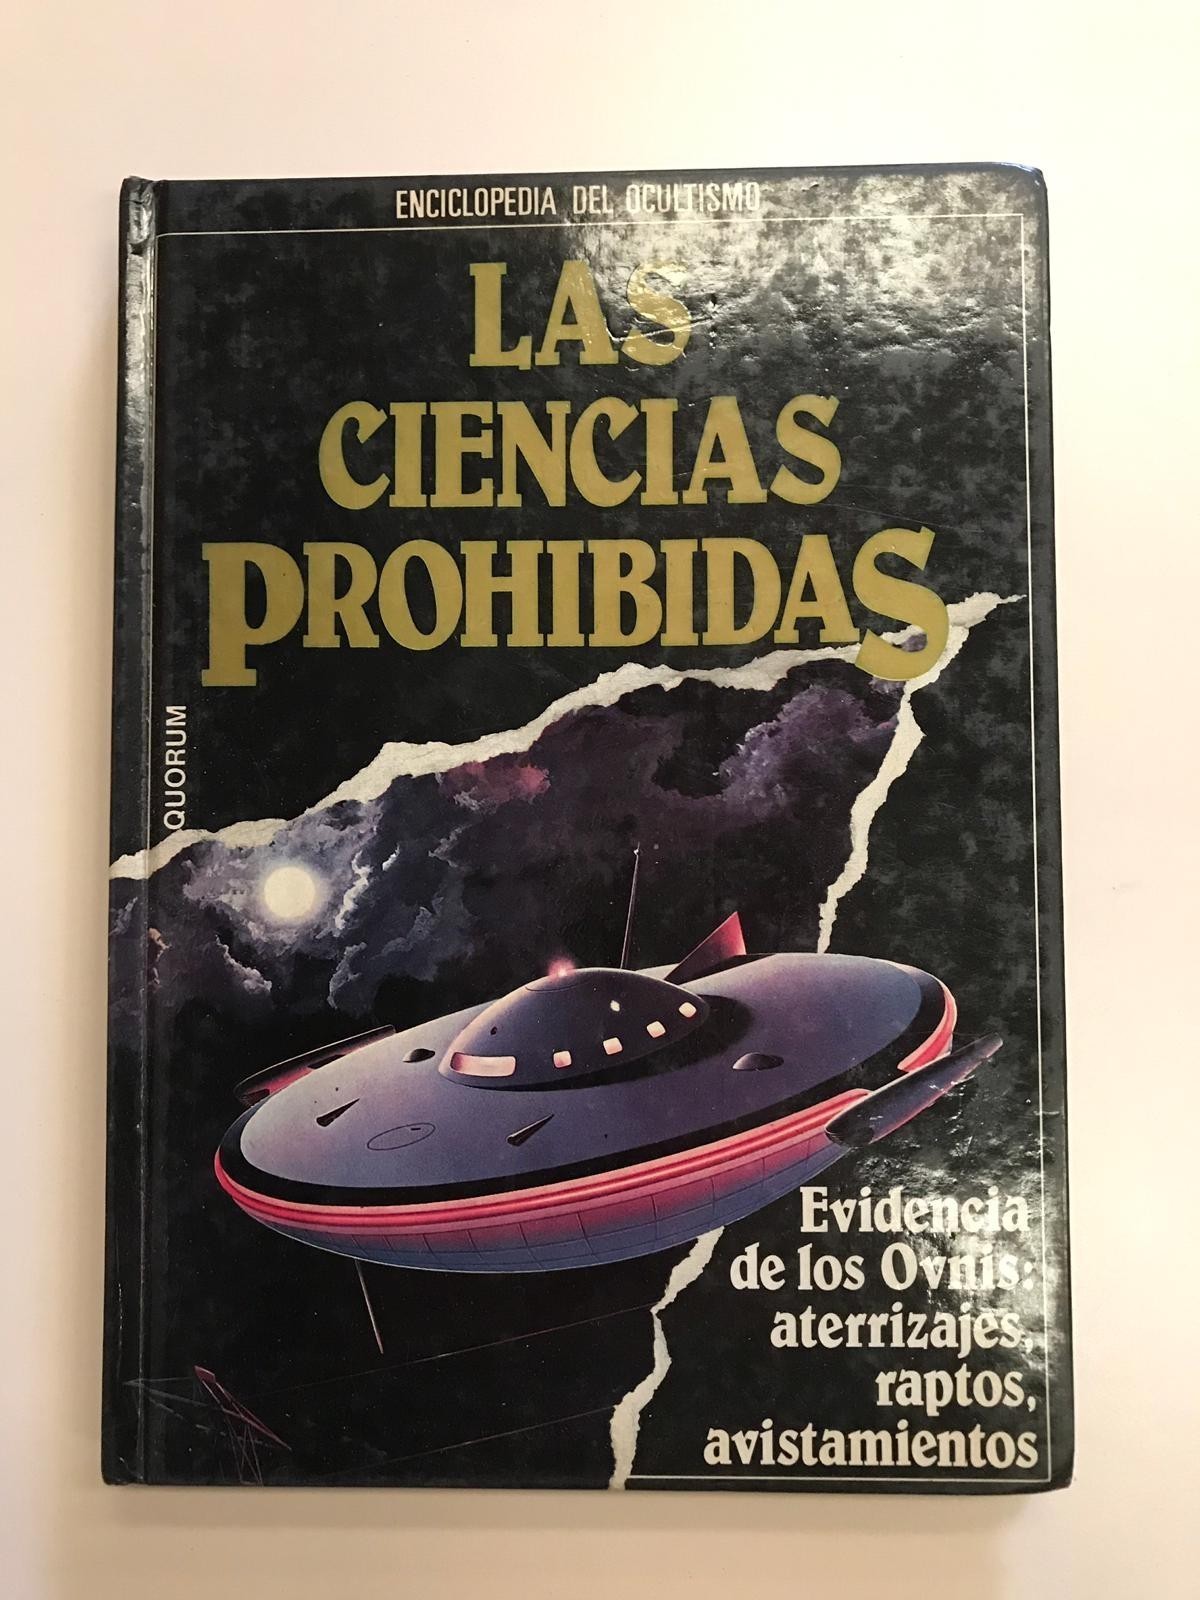 ENCICLOPEDIA DEL OCULTISMO
LAS
CIENCIAS
PROHIBIDAS
QUORUM
Evidencia
de los Ovnis:
aterrizajes,
raptos,
avistamientos